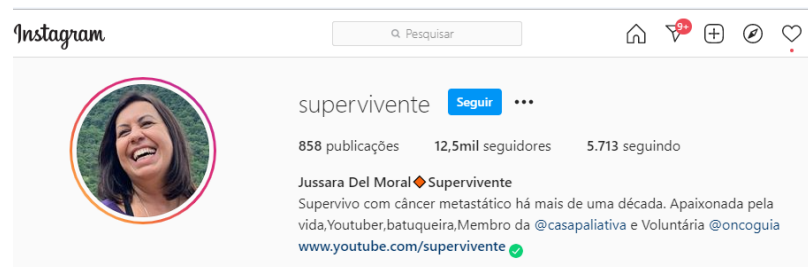 Instagram
Pesquisar
9+
supervivente Seguir •••
858 publicações 12,5mil seguidores 5.713 seguindo
Jussara Del Moral🔶Supervivente
Supervivo com câncer metastático há mais de uma década. Apaixonada pela
vida,Youtuber,batuqueira,Membro da @casapaliativa e Voluntária @oncoguia
www.youtube.com/supervivente